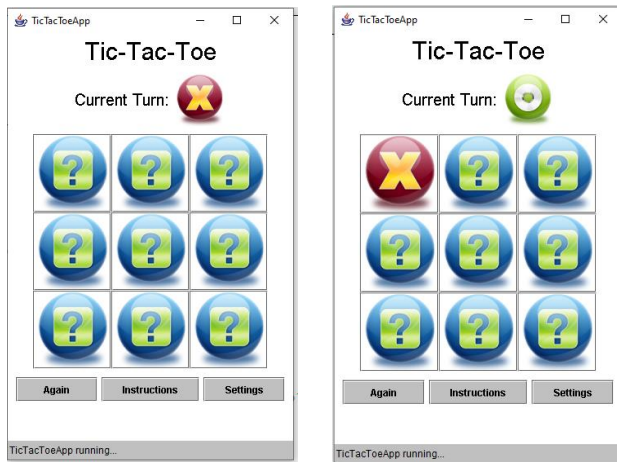 TicTacToeApp
Tic-Tac-Toe
Current Turn: X
? ? ?
? ? ?
? ? ?
Again Instructions Settings
TicTacToeApp running...
TicTacToeApp
Tic-Tac-Toe
Current Turn:
X ? ?
? ? ?
? ? ?
Again Instructions Settings
TicTacToeApp running...